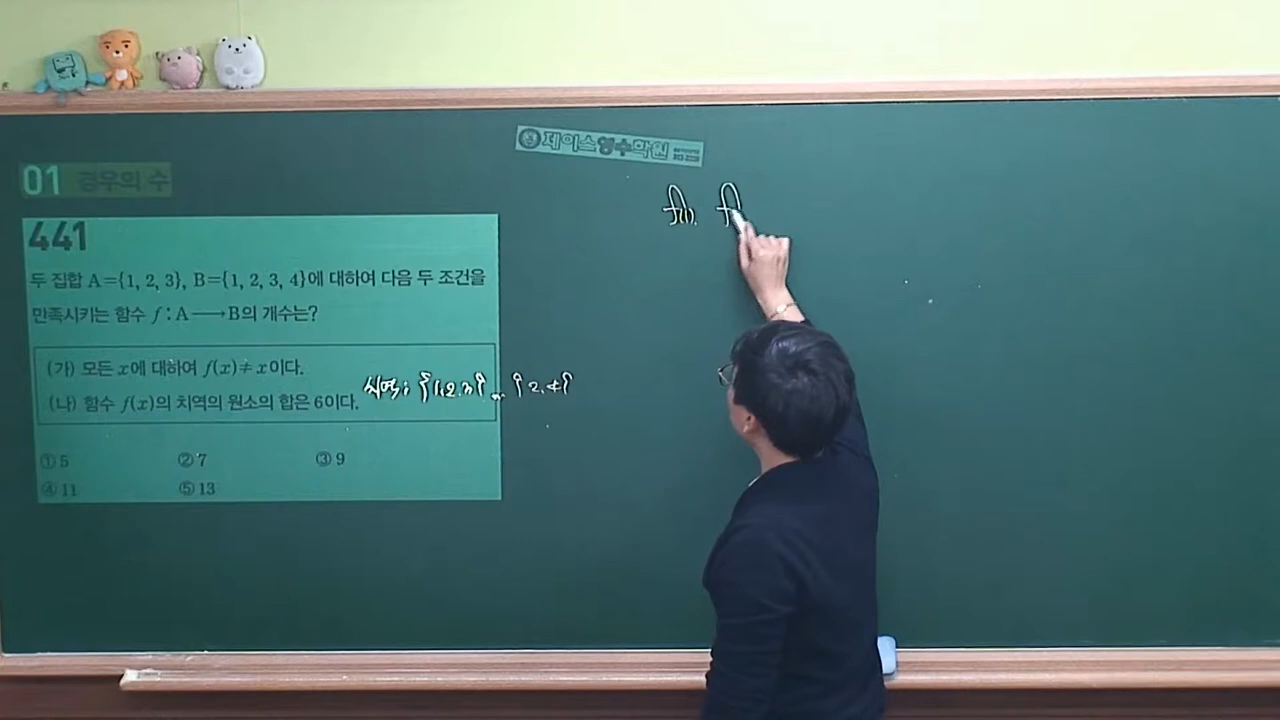 제이스영수학원
01 경우의 수
f(1). f
441
두 집합 A={1, 2, 3}, B={1, 2, 3, 4}에 대하여 다음 두 조건을
만족시키는 함수 f : A ⟶ B의 개수는?
(가) 모든 x에 대하여 f(x)≠x이다.
(나) 함수 f(x)의 치역의 원소의 합은 6이다.
치역: {1, 2, 3} {2, 4}
① 5 ② 7 ③ 9
④ 11 ⑤ 13